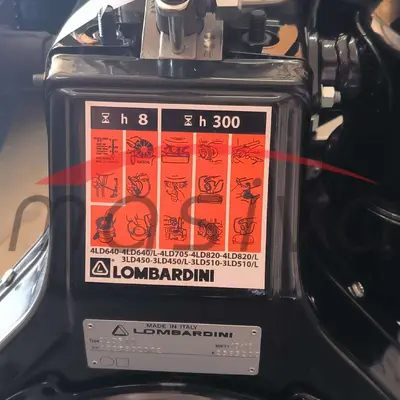 h 8
h 300
4LD640-4LD640/L-4LD705-4LD820-4LD820/L
3LD450-3LD450/L-3LD510-3LD510/L
LOMBARDINI
MADE IN ITALY
LOMBARDINI